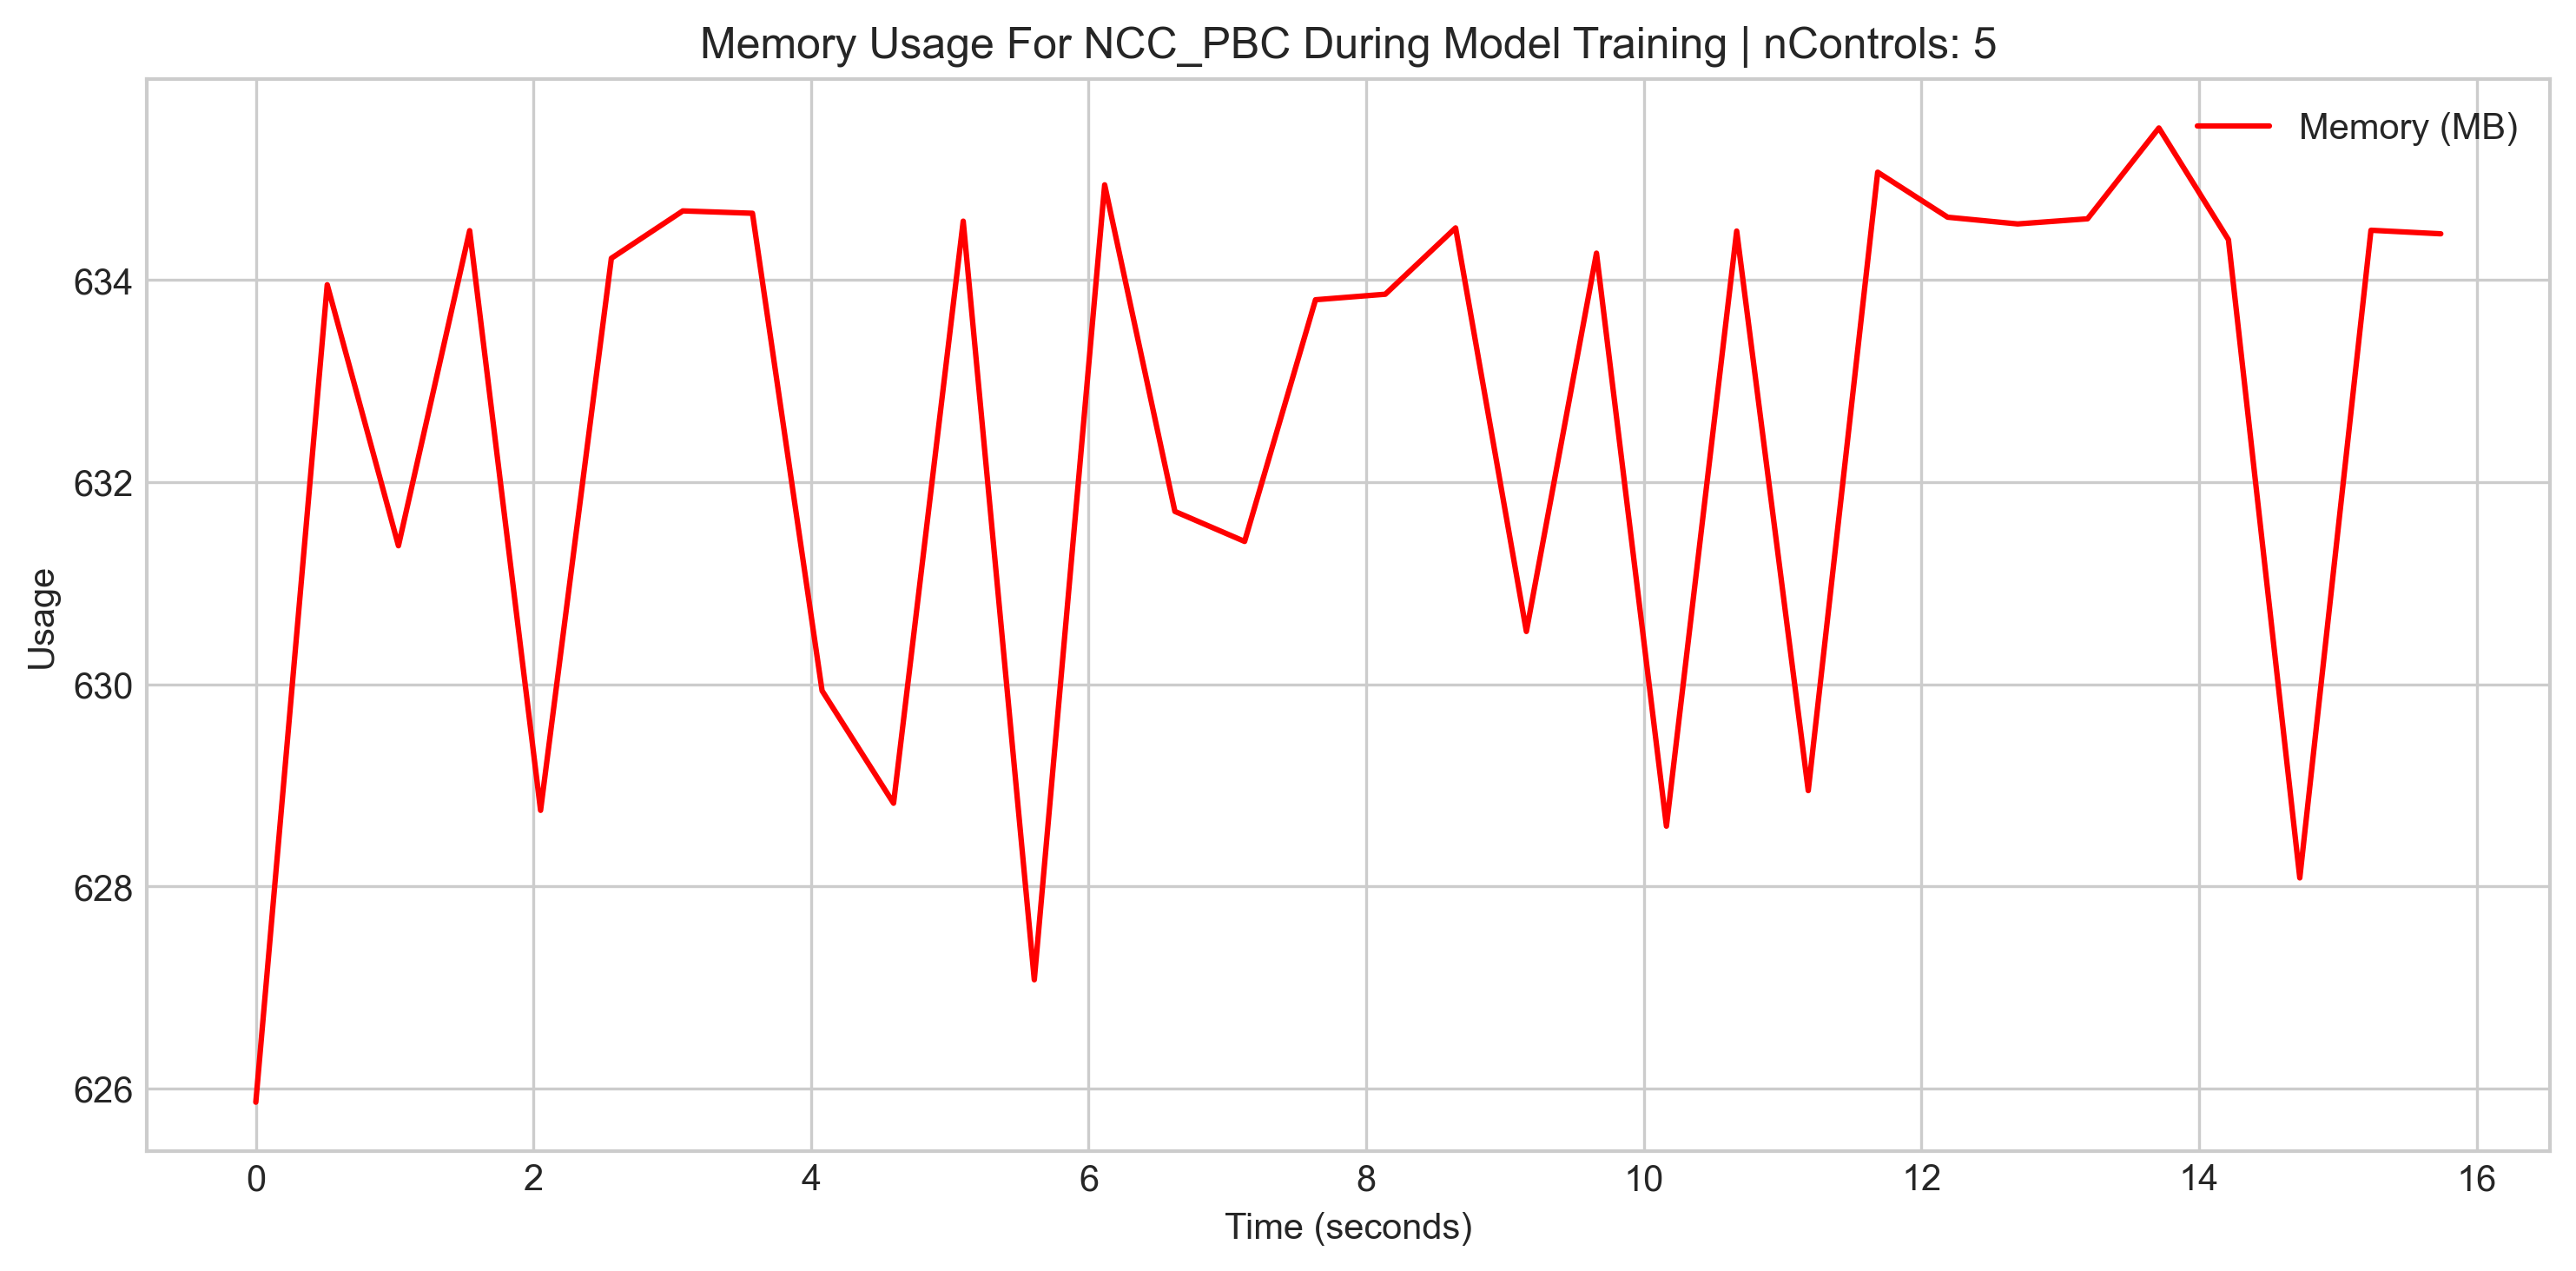 Memory Usage For NCC_PBC During Model Training | nControls: 5
Memory (MB)
634
632
630
628
626
Usage
0 2 4 6 8 10 12 14 16
Time (seconds)